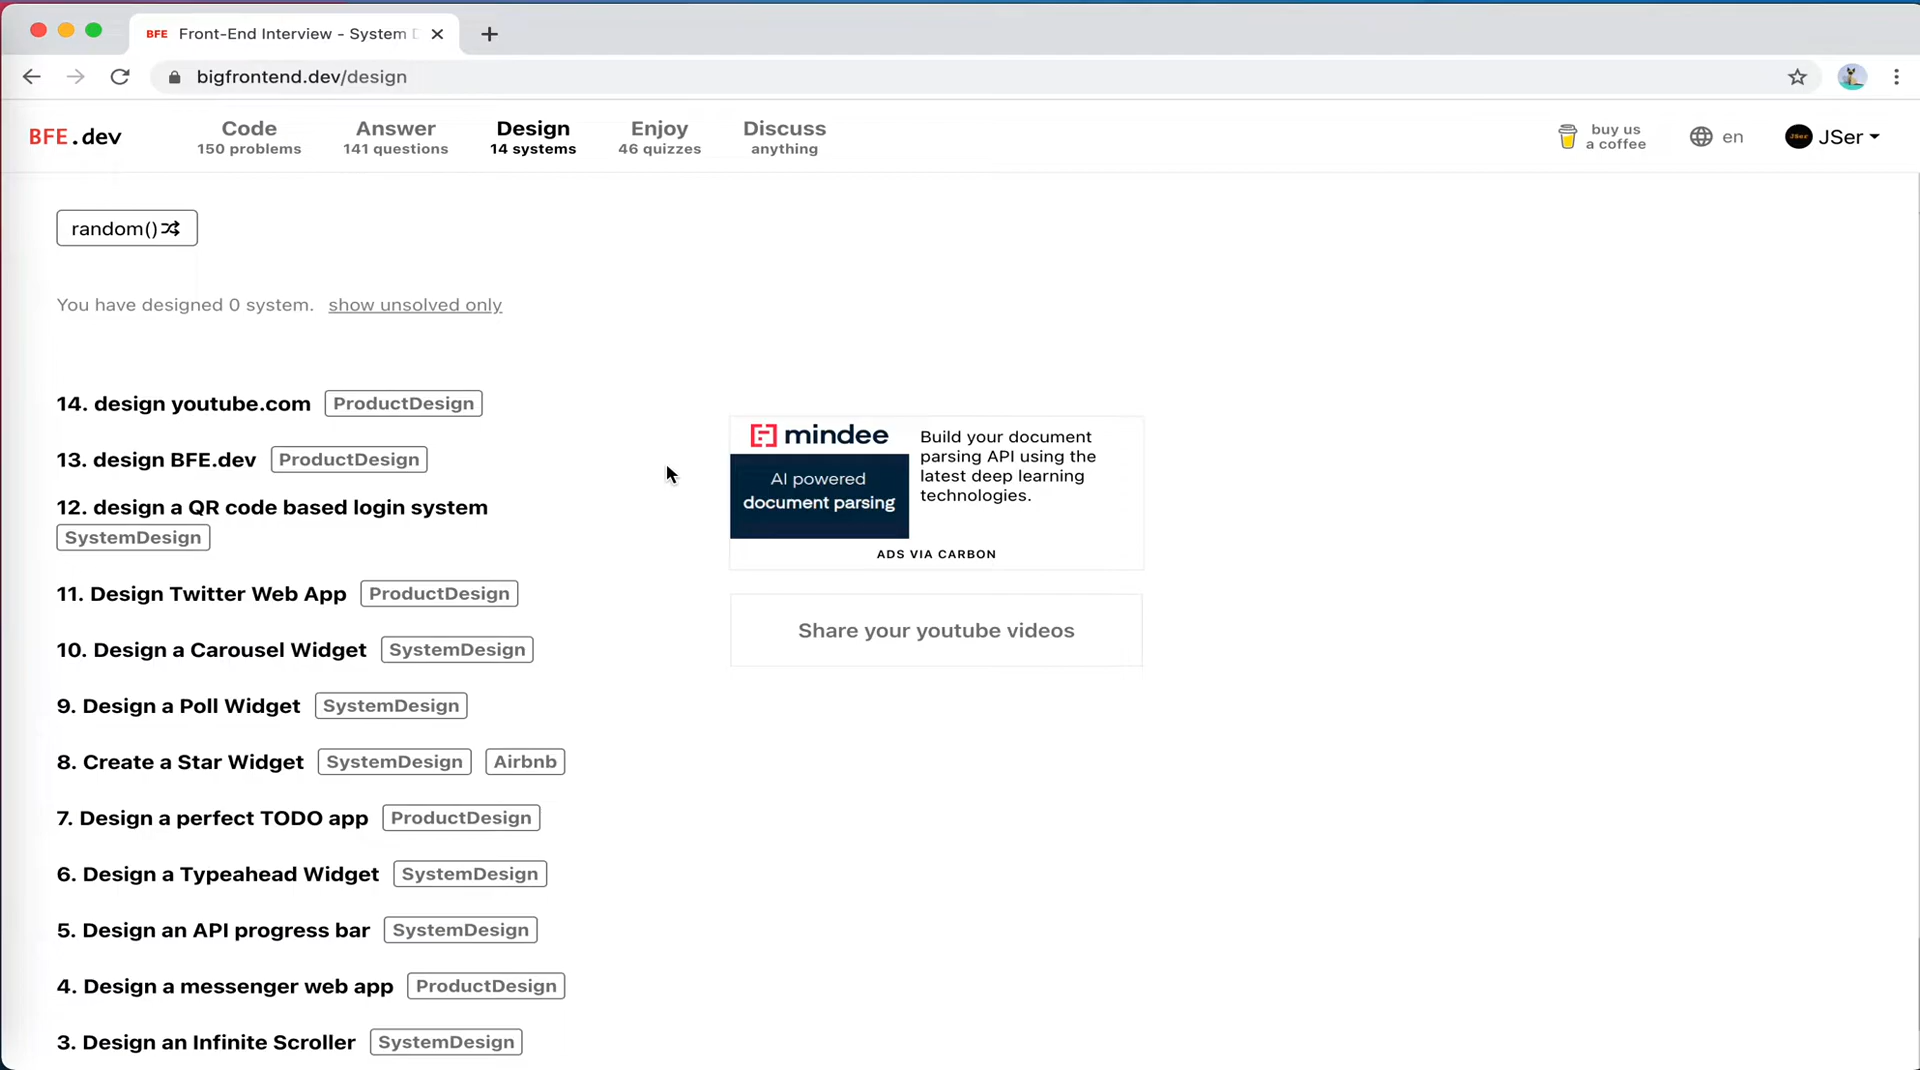 BFE Front-End Interview - System D
bigfrontend.dev/design
BFE.dev
Code
150 problems
Answer
141 questions
Design
14 systems
Enjoy
46 quizzes
Discuss
anything
buy us
a coffee
en
JSer
random()
You have designed 0 system. show unsolved only
14. design youtube.com ProductDesign
13. design BFE.dev ProductDesign
12. design a QR code based login system
SystemDesign
11. Design Twitter Web App ProductDesign
10. Design a Carousel Widget SystemDesign
9. Design a Poll Widget SystemDesign
8. Create a Star Widget SystemDesign Airbnb
7. Design a perfect TODO app ProductDesign
6. Design a Typeahead Widget SystemDesign
5. Design an API progress bar SystemDesign
4. Design a messenger web app ProductDesign
3. Design an Infinite Scroller SystemDesign
mindee
AI powered
document parsing
Build your document
parsing API using the
latest deep learning
technologies.
ADS VIA CARBON
Share your youtube videos